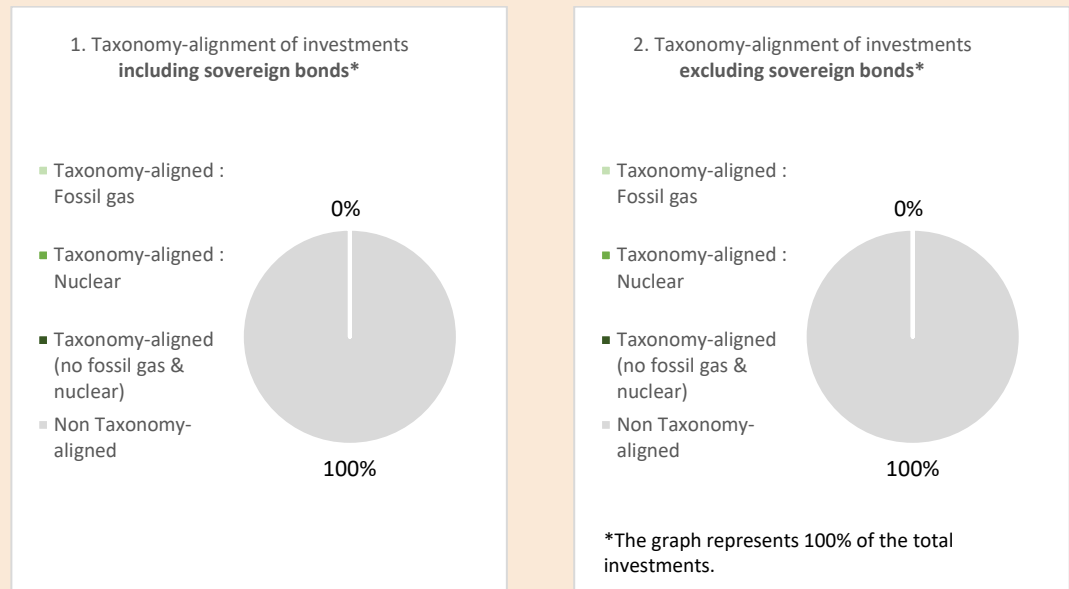 1. Taxonomy-alignment of investments
including sovereign bonds*
Taxonomy-aligned :
Fossil gas
Taxonomy-aligned :
Nuclear
Taxonomy-aligned
(no fossil gas &
nuclear)
Non Taxonomy-
aligned
0%
100%
2. Taxonomy-alignment of investments
excluding sovereign bonds*
Taxonomy-aligned :
Fossil gas
Taxonomy-aligned :
Nuclear
Taxonomy-aligned
(no fossil gas &
nuclear)
Non Taxonomy-
aligned
0%
100%
*The graph represents 100% of the total
investments.